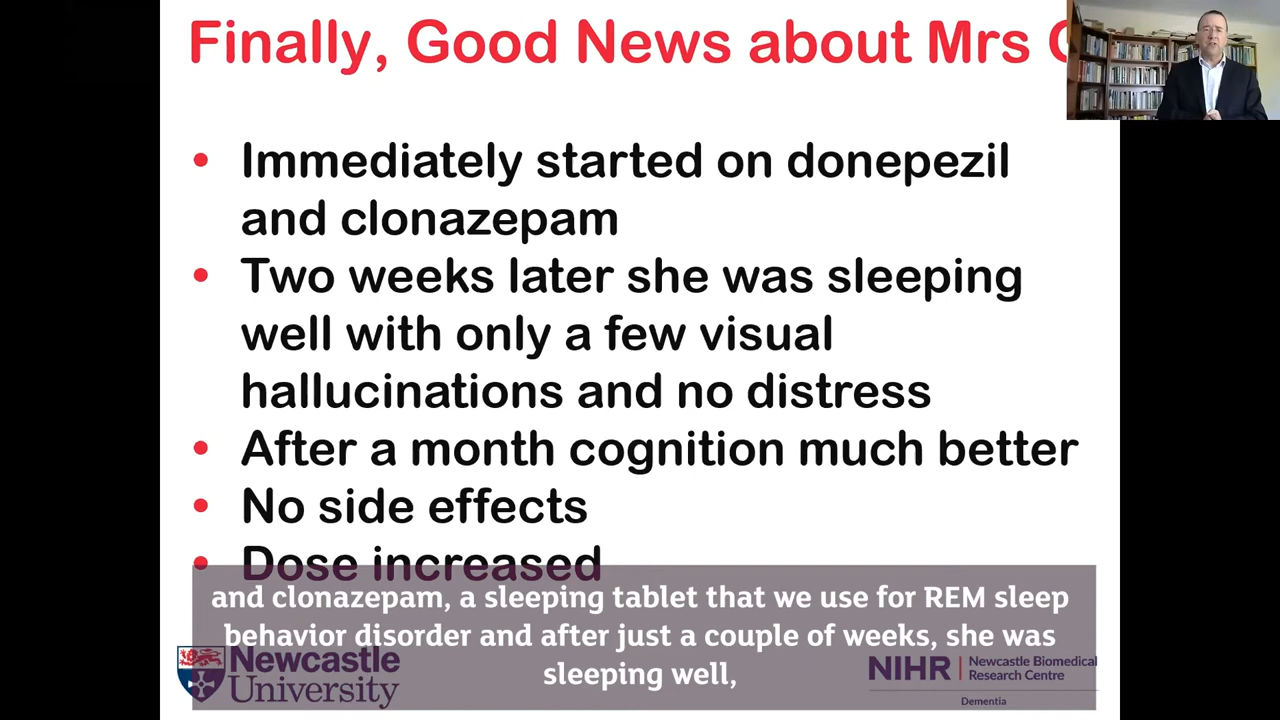 Finally, Good News about Mrs
• Immediately started on donepezil
and clonazepam
• Two weeks later she was sleeping
well with only a few visual
hallucinations and no distress
• After a month cognition much better
• No side effects
• Dose increased
and clonazepam, a sleeping tablet that we use for REM sleep
behavior disorder and after just a couple of weeks, she was
sleeping well,
Newcastle
University
NIHR | Newcastle Biomedical
Research Centre
Dementia